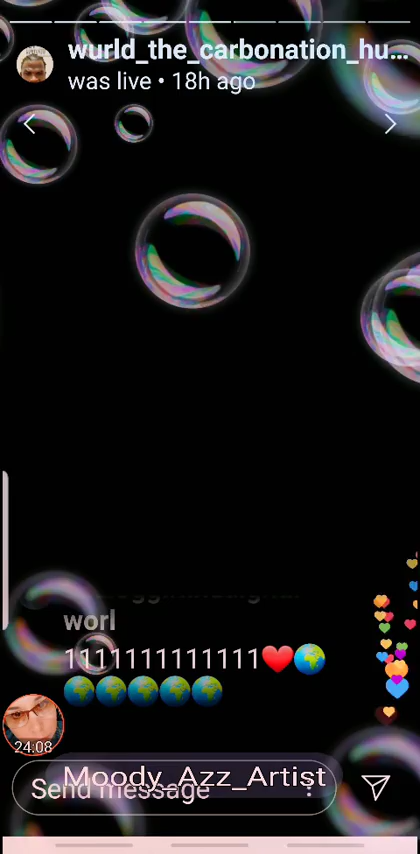 wurld_the_carbonation_hu...
was live • 18h ago
worl
1111111111111❤️🌍
🌍🌍🌍🌍🌍
24:08
Moody_Azz_Artist
Send message